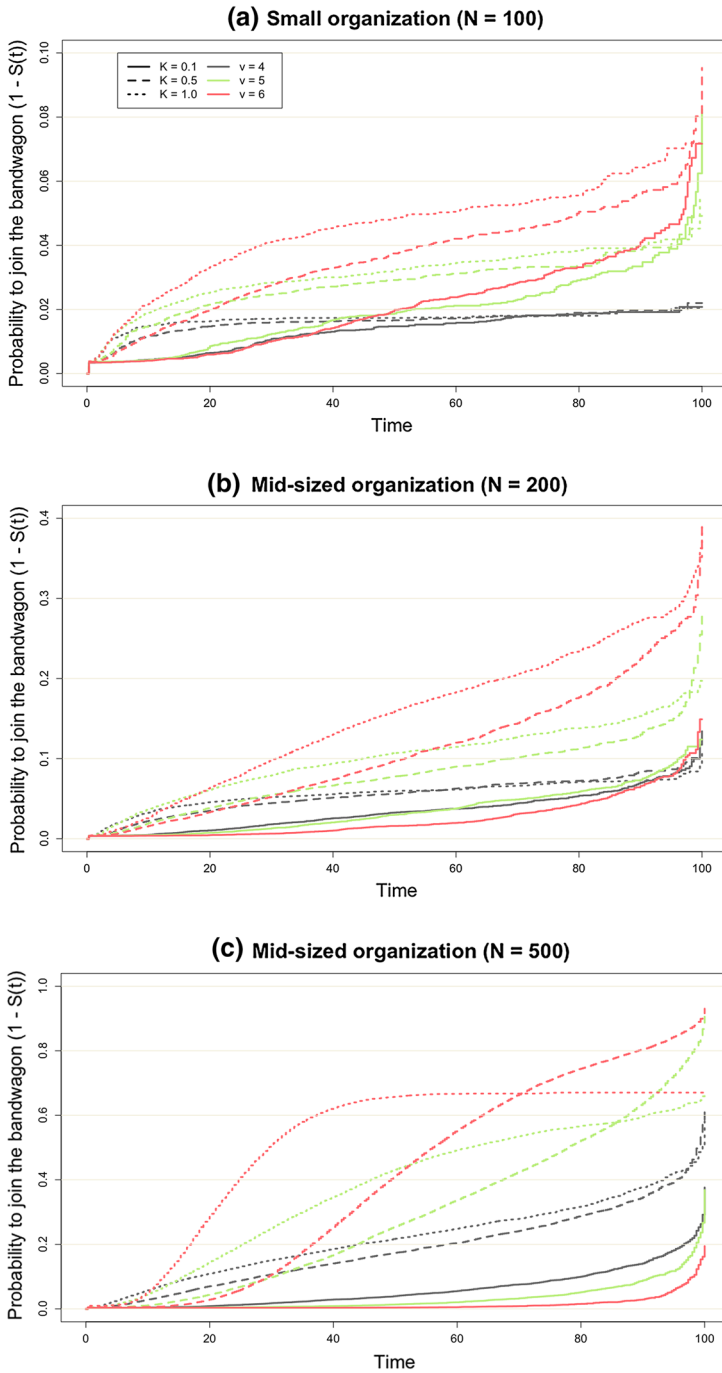 (a) Small organization (N = 100)
Probability to join the bandwagon (1 - S(t))
0.10
0.08
0.06
0.04
0.02
0.00
K = 0.1 v = 4
K = 0.5 v = 5
K = 1.0 v = 6
0 20 40 60 80 100
Time
(b) Mid-sized organization (N = 200)
Probability to join the bandwagon (1 - S(t))
0.4
0.3
0.2
0.1
0.0
0 20 40 60 80 100
Time
(c) Mid-sized organization (N = 500)
Probability to join the bandwagon (1 - S(t))
1.0
0.8
0.6
0.4
0.2
0.0
0 20 40 60 80 100
Time